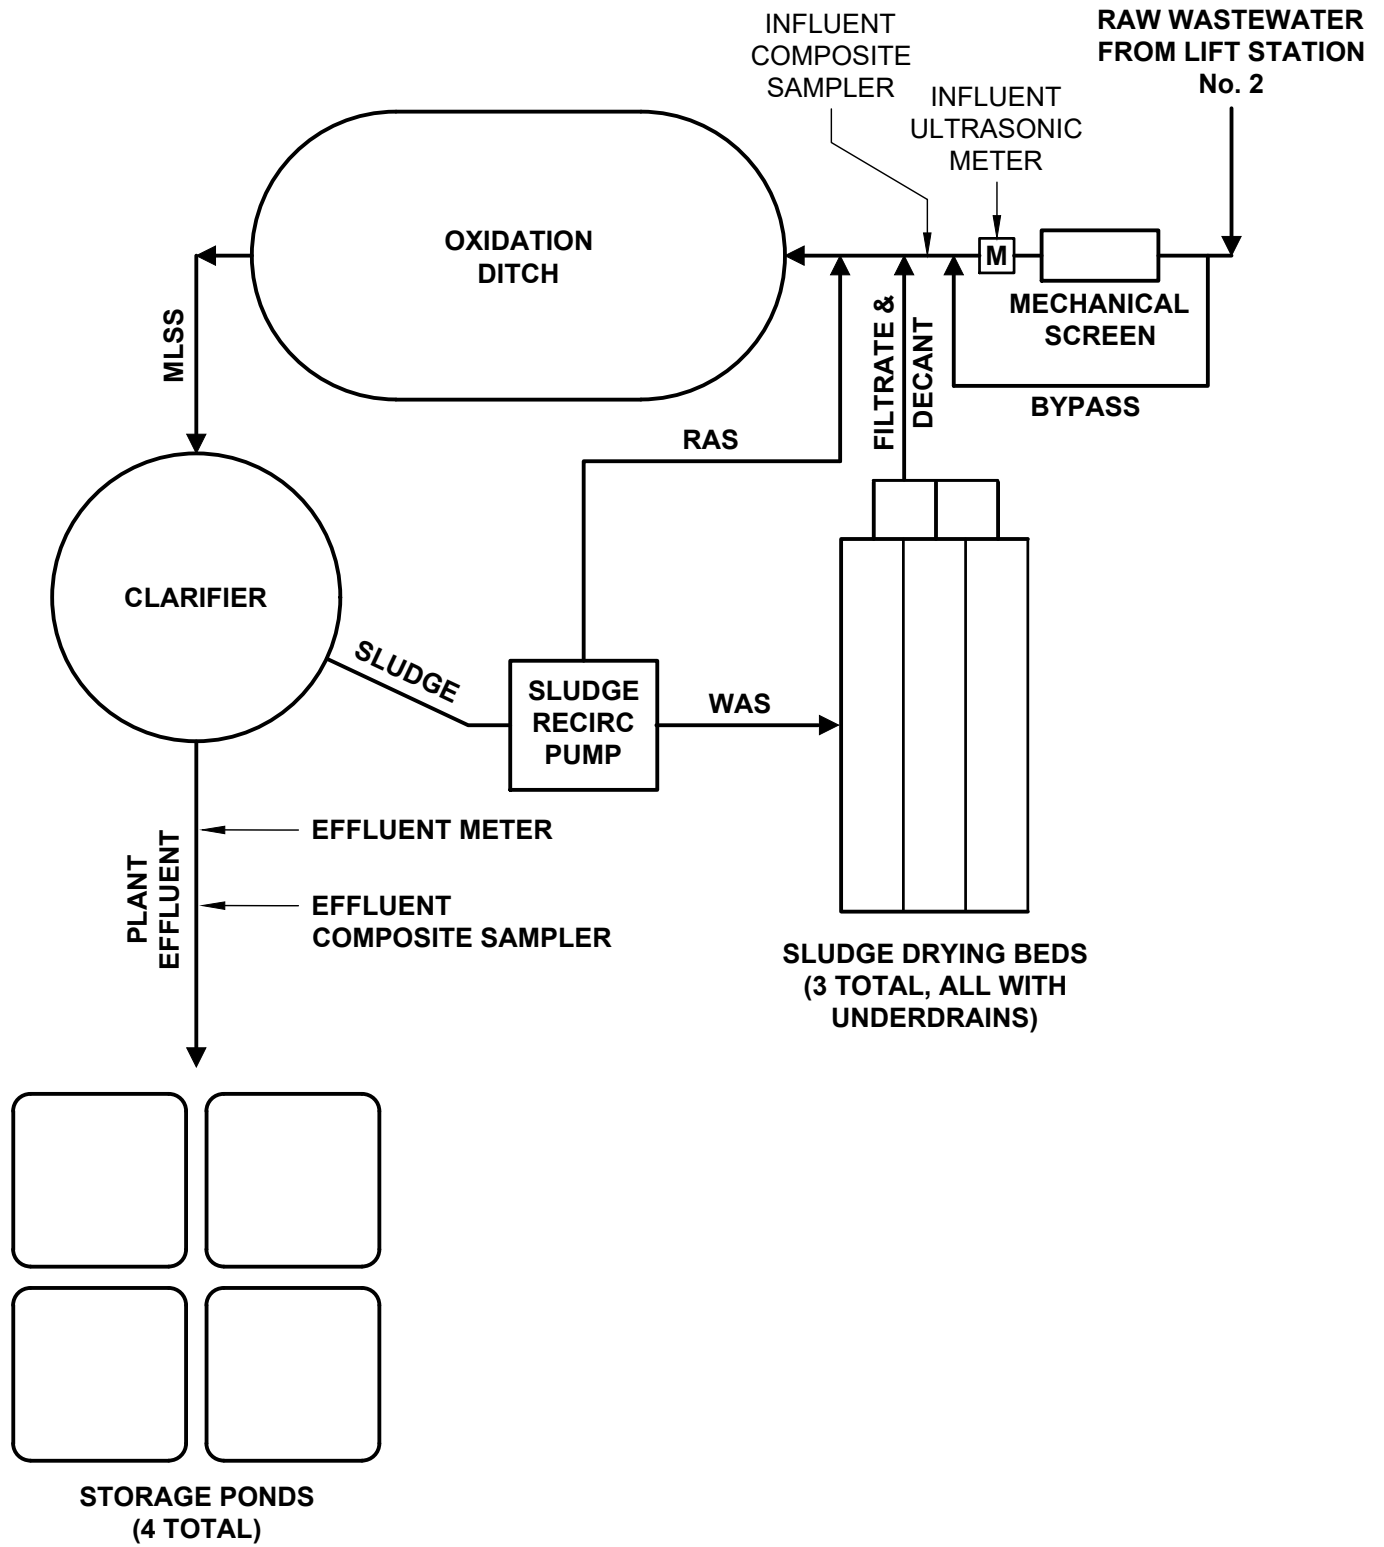 INFLUENT
COMPOSITE
SAMPLER
RAW WASTEWATER
FROM LIFT STATION
No. 2
INFLUENT
ULTRASONIC
METER
OXIDATION
DITCH
M
MECHANICAL
SCREEN
BYPASS
FILTRATE &
DECANT
MLSS
RAS
CLARIFIER
SLUDGE
SLUDGE
RECIRC
PUMP
WAS
PLANT
EFFLUENT
EFFLUENT METER
EFFLUENT
COMPOSITE SAMPLER
SLUDGE DRYING BEDS
(3 TOTAL, ALL WITH
UNDERDRAINS)
STORAGE PONDS
(4 TOTAL)